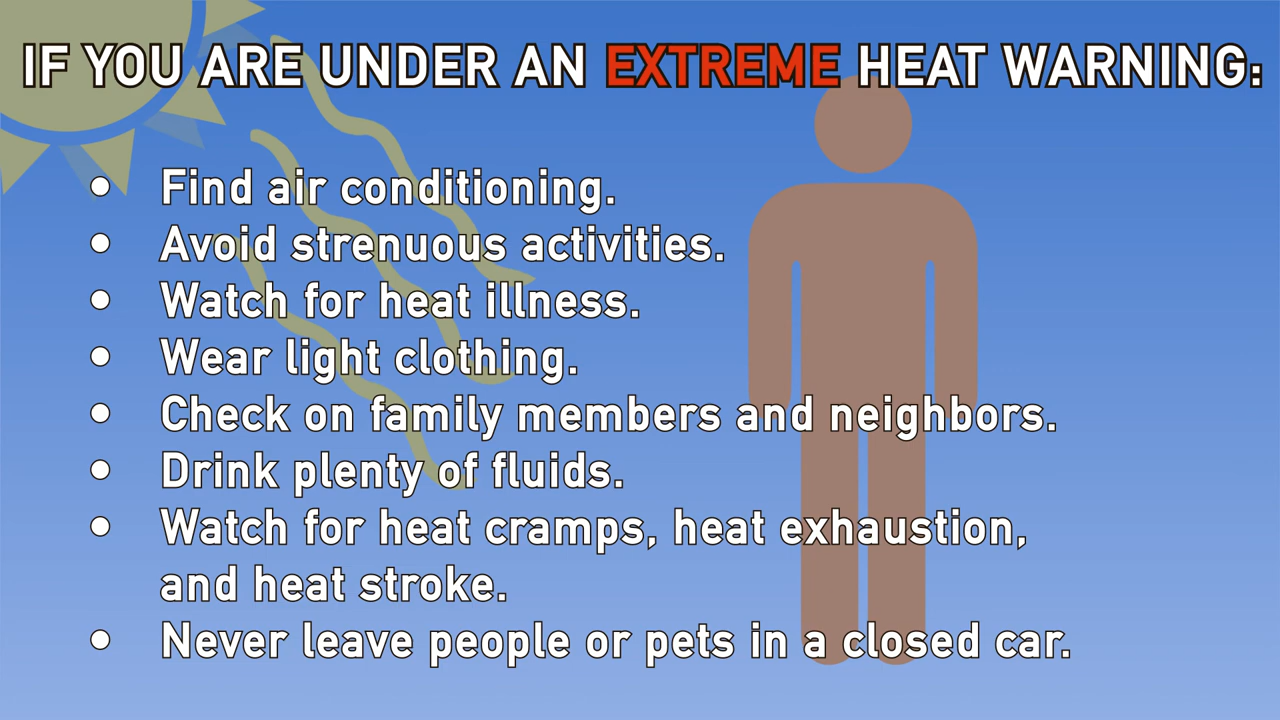 IF YOU ARE UNDER AN EXTREME HEAT WARNING:
• Find air conditioning.
• Avoid strenuous activities.
• Watch for heat illness.
• Wear light clothing.
• Check on family members and neighbors.
• Drink plenty of fluids.
• Watch for heat cramps, heat exhaustion,
and heat stroke.
• Never leave people or pets in a closed car.